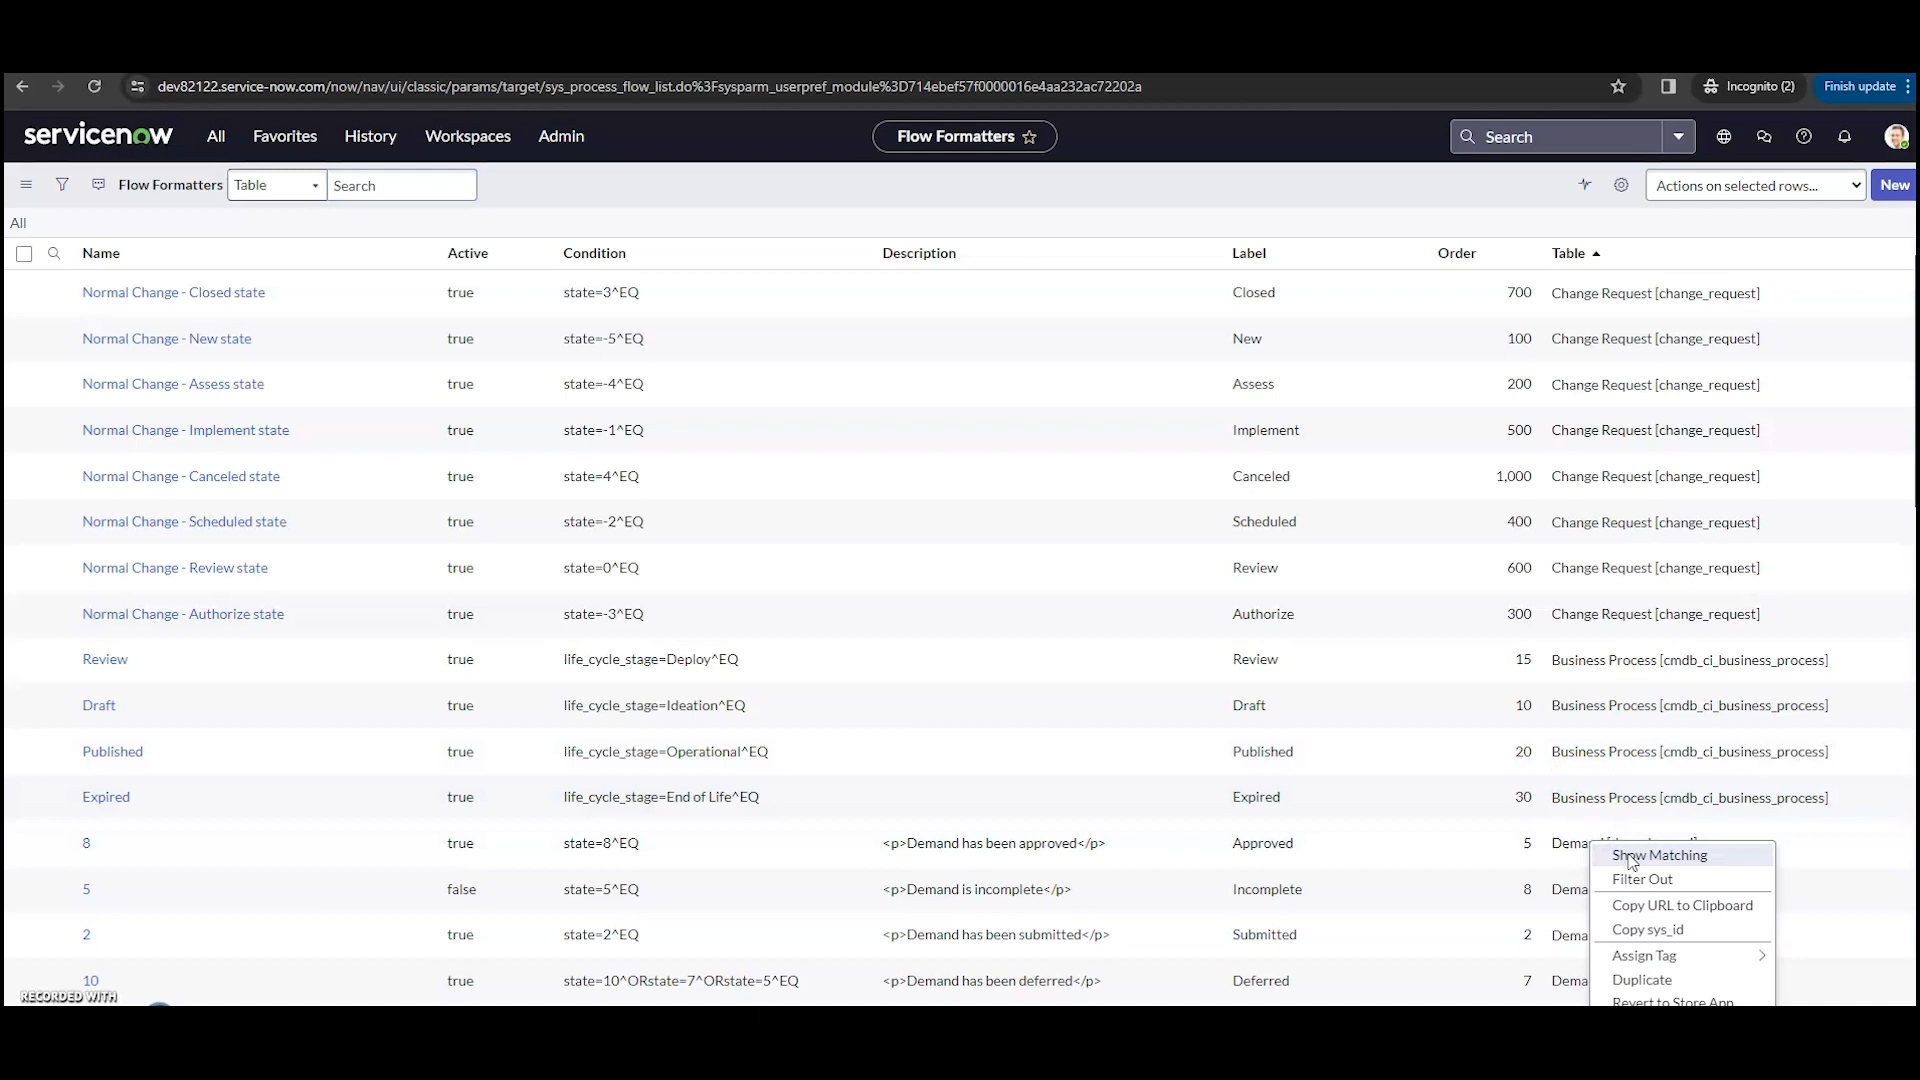 dev82122.service-now.com/now/nav/ui/classic/params/target/sys_process_flow_list.do%3Fsysparm_userpref_module%3D714ebef57f0000016e4aa232ac72202a Incognito (2) Finish update
servicenow All Favorites History Workspaces Admin Flow Formatters Search
Flow Formatters Table Search Actions on selected rows... New
All
Name Active Condition Description Label Order Table
Normal Change - Closed state true state=3^EQ Closed 700 Change Request [change_request]
Normal Change - New state true state=-5^EQ New 100 Change Request [change_request]
Normal Change - Assess state true state=-4^EQ Assess 200 Change Request [change_request]
Normal Change - Implement state true state=-1^EQ Implement 500 Change Request [change_request]
Normal Change - Canceled state true state=4^EQ Canceled 1,000 Change Request [change_request]
Normal Change - Scheduled state true state=-2^EQ Scheduled 400 Change Request [change_request]
Normal Change - Review state true state=0^EQ Review 600 Change Request [change_request]
Normal Change - Authorize state true state=-3^EQ Authorize 300 Change Request [change_request]
Review true life_cycle_stage=Deploy^EQ Review 15 Business Process [cmdb_ci_business_process]
Draft true life_cycle_stage=Ideation^EQ Draft 10 Business Process [cmdb_ci_business_process]
Published true life_cycle_stage=Operational^EQ Published 20 Business Process [cmdb_ci_business_process]
Expired true life_cycle_stage=End of Life^EQ Expired 30 Business Process [cmdb_ci_business_process]
8 true state=8^EQ <p>Demand has been approved</p> Approved 5
Show Matching
Filter Out
5 false state=5^EQ <p>Demand is incomplete</p> Incomplete 8
Copy URL to Clipboard
Copy sys_id
2 true state=2^EQ <p>Demand has been submitted</p> Submitted 2
Assign Tag
Duplicate
10 true state=10^ORstate=7^ORstate=5^EQ <p>Demand has been deferred</p> Deferred 7
Revert to Store App
RECORDED WITH